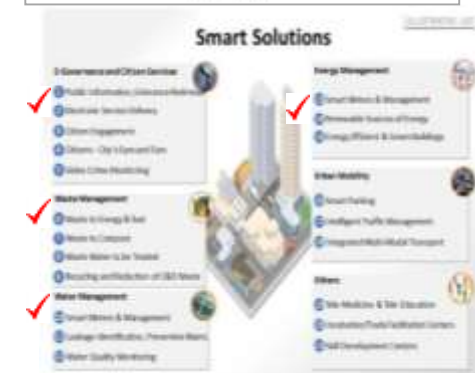 Smart Solutions
E-Governance and Citizen Services
Public Information, Grievance Redressal
Electronic Service Delivery
Citizen Engagement
Citizens - City's Eyes and Ears
Video Crime Monitoring
Waste Management
Waste to Energy & fuel
Waste to Compost
Waste Water to be Treated
Recycling and Reduction of C&D Waste
Water Management
Smart Meters & Management
Leakage Identification, Preventive Maint.
Water Quality Monitoring
Energy Management
Smart Meters & Management
Renewable Sources of Energy
Energy Efficient & Green Buildings
Urban Mobility
Smart Parking
Intelligent Traffic Management
Integrated Multi-Modal Transport
Others
Tele-Medicine & Tele Education
Incubation/Trade Facilitation Centers
Skill Development Centers